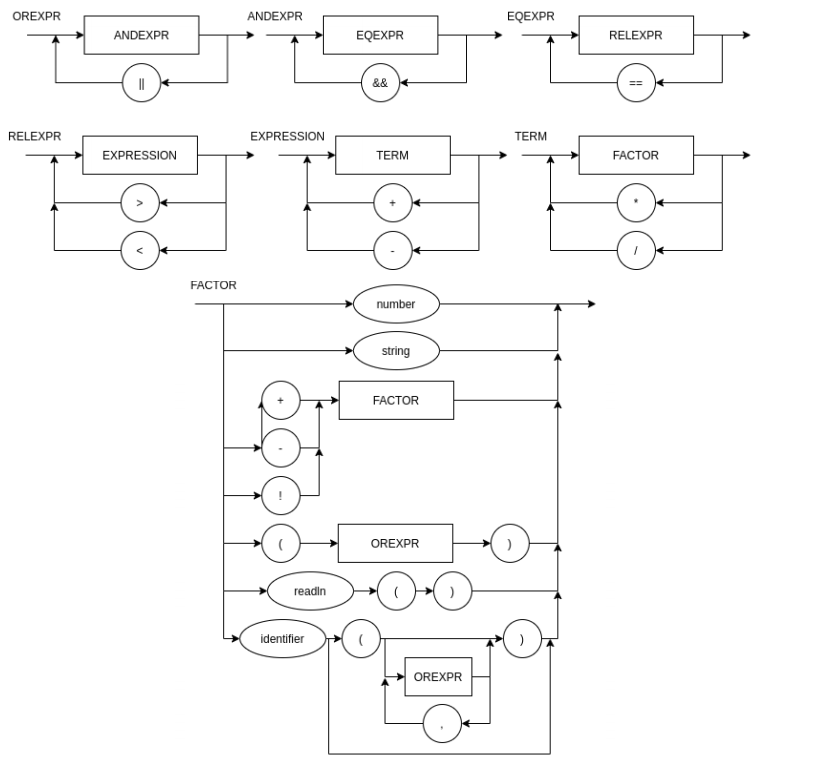 OREXPR
ANDEXPR
||
ANDEXPR
EQEXPR
&&
EQEXPR
RELEXPR
==
RELEXPR
EXPRESSION
>
<
EXPRESSION
TERM
+
-
TERM
FACTOR
*
/
FACTOR
number
string
+
FACTOR
-
!
(
OREXPR
)
readln
(
)
identifier
(
)
OREXPR
,